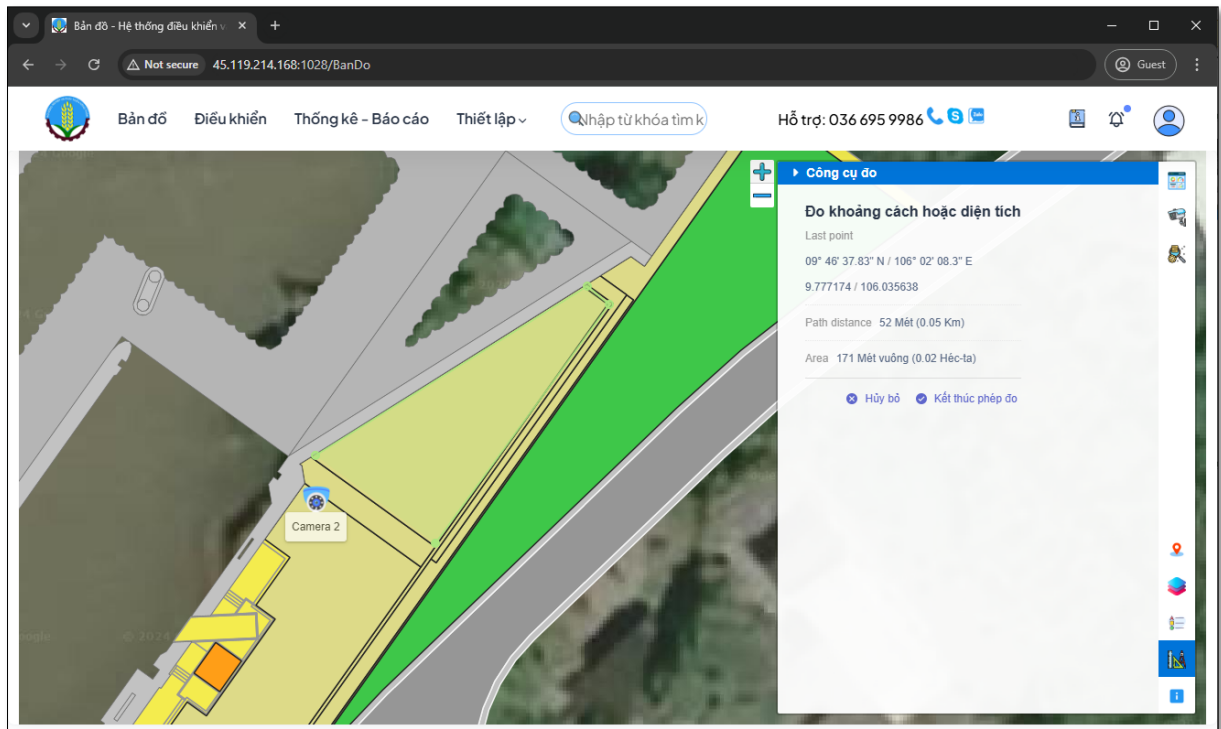 Bản đồ - Hệ thống điều khiển v
Not secure 45.119.214.168:1028/BanDo
Guest
Bản đồ Điều khiển Thống kê - Báo cáo Thiết lập Nhập từ khóa tìm k Hỗ trợ: 036 695 9986
Công cụ đo
Đo khoảng cách hoặc diện tích
Last point
09° 46' 37.83" N / 106° 02' 08.3" E
9.777174 / 106.035638
Path distance 52 Mét (0.05 Km)
Area 171 Mét vuông (0.02 Héc-ta)
Hủy bỏ Kết thúc phép đo
Camera 2
© 2024